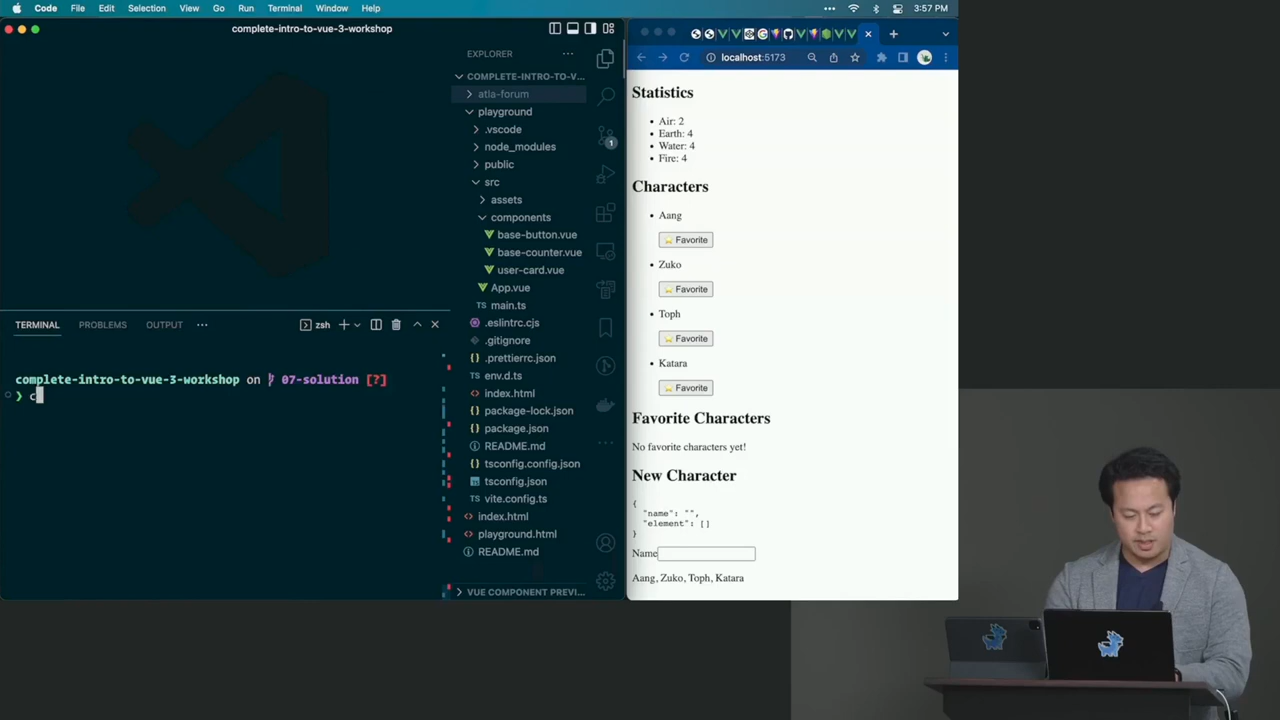 Code File Edit Selection View Go Run Terminal Window Help
3:57 PM
complete-intro-to-vue-3-workshop
EXPLORER
COMPLETE-INTRO-TO-V...
atla-forum
playground
.vscode
node_modules
public
src
assets
components
base-button.vue
base-counter.vue
user-card.vue
App.vue
main.ts
.eslintrc.cjs
.gitignore
.prettierrc.json
env.d.ts
index.html
package-lock.json
package.json
README.md
tsconfig.config.json
tsconfig.json
vite.config.ts
index.html
playground.html
README.md
VUE COMPONENT PREVI...
1
TERMINAL PROBLEMS OUTPUT ...
zsh
complete-intro-to-vue-3-workshop on 07-solution [?]
❯ c
localhost:5173
Statistics
• Air: 2
• Earth: 4
• Water: 4
• Fire: 4
Characters
• Aang
⭐ Favorite
• Zuko
⭐ Favorite
• Toph
⭐ Favorite
• Katara
⭐ Favorite
Favorite Characters
No favorite characters yet!
New Character
{
"name": "",
"element": []
}
Name
Aang, Zuko, Toph, Katara